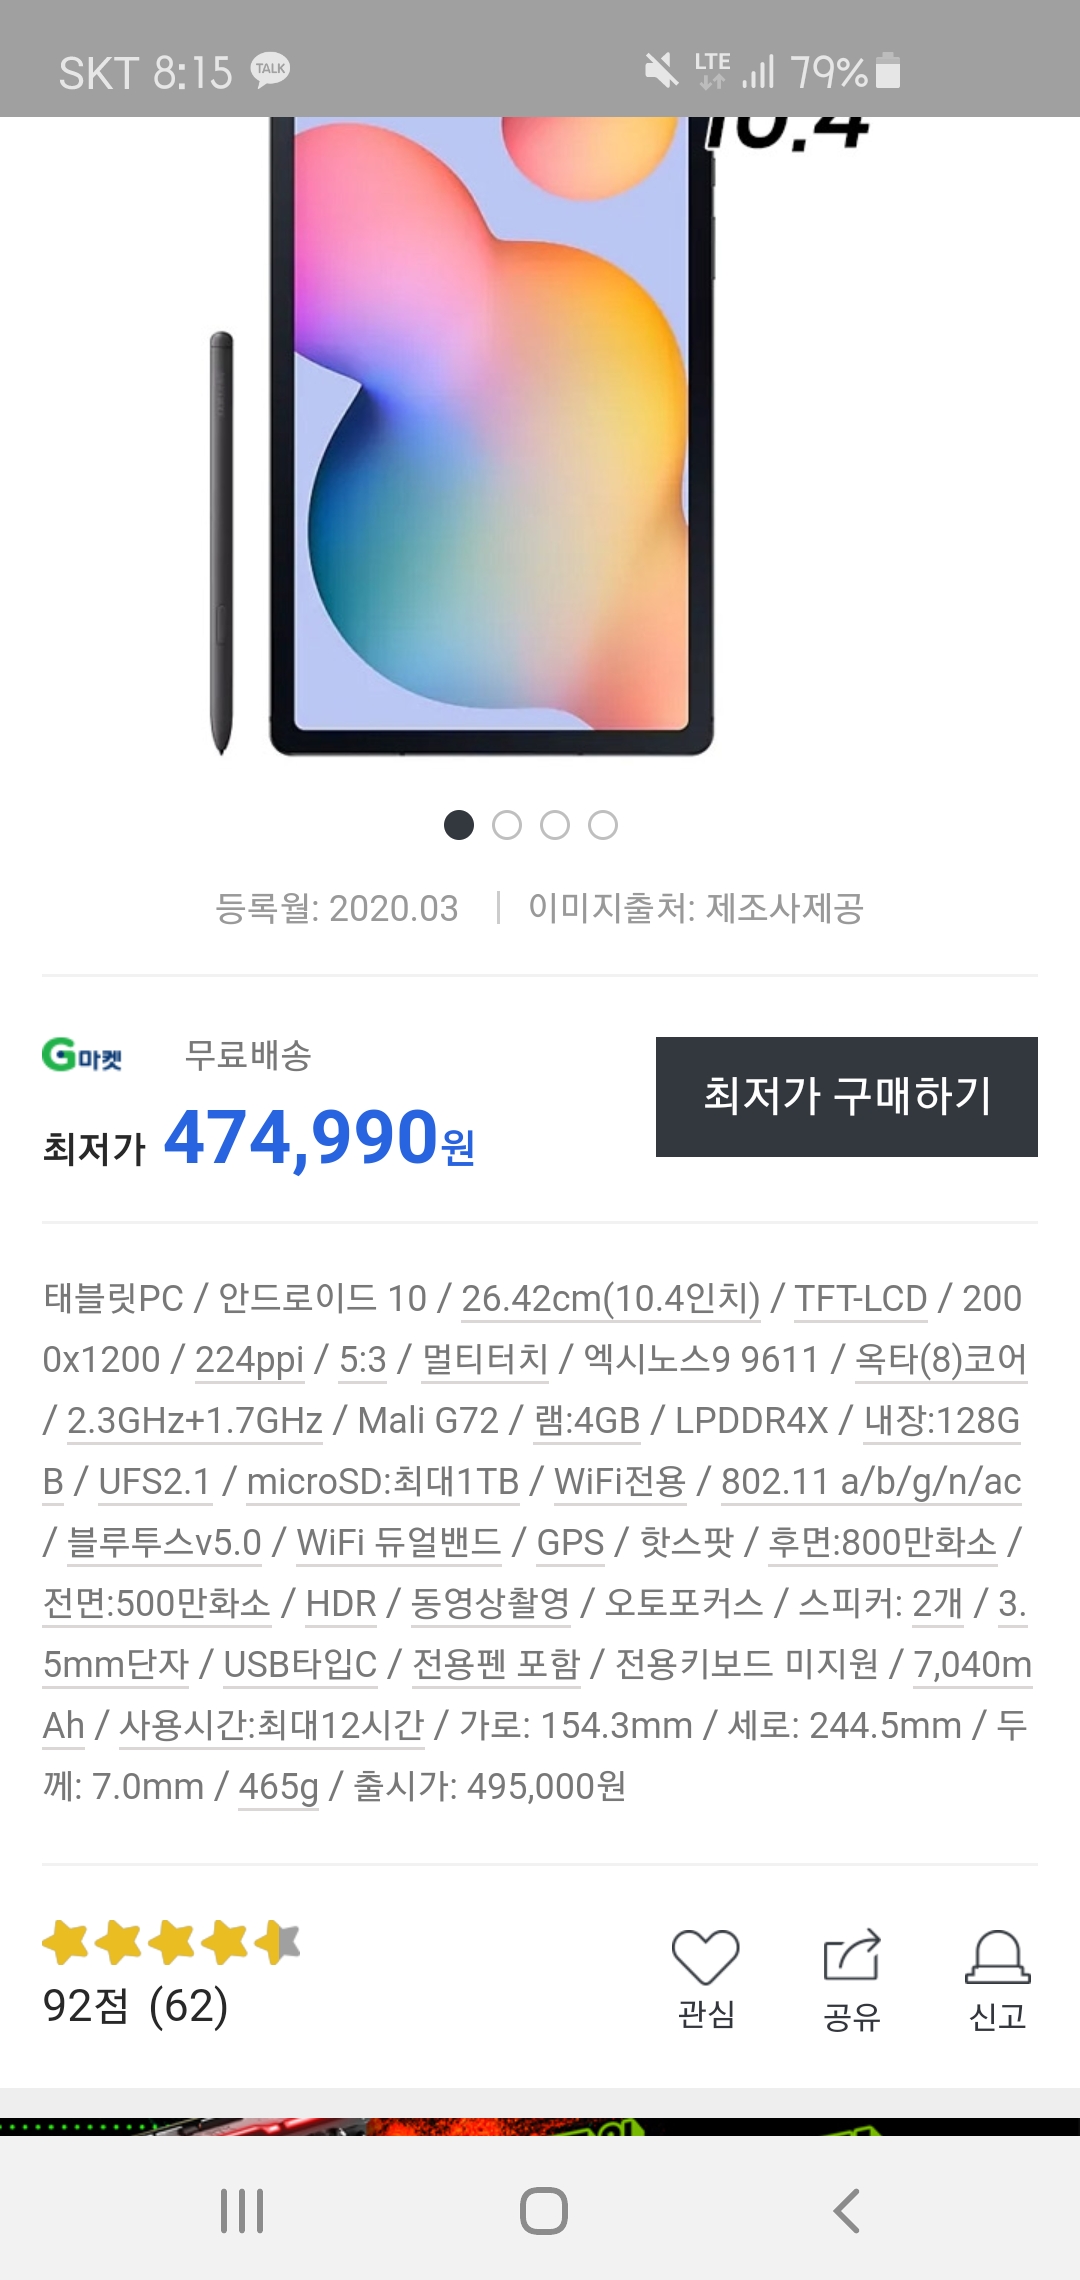 SKT 8:15 TALK LTE 79%
10.4
등록월: 2020.03 | 이미지출처: 제조사제공
G마켓 무료배송
최저가 474,990원
최저가 구매하기
태블릿PC / 안드로이드 10 / 26.42cm(10.4인치) / TFT-LCD / 200
0x1200 / 224ppi / 5:3 / 멀티터치 / 엑시노스9 9611 / 옥타(8)코어
/ 2.3GHz+1.7GHz / Mali G72 / 램:4GB / LPDDR4X / 내장:128G
B / UFS2.1 / microSD:최대1TB / WiFi전용 / 802.11 a/b/g/n/ac
/ 블루투스v5.0 / WiFi 듀얼밴드 / GPS / 핫스팟 / 후면:800만화소 /
전면:500만화소 / HDR / 동영상촬영 / 오토포커스 / 스피커: 2개 / 3.
5mm단자 / USB타입C / 전용펜 포함 / 전용키보드 미지원 / 7,040m
Ah / 사용시간:최대12시간 / 가로: 154.3mm / 세로: 244.5mm / 두
께: 7.0mm / 465g / 출시가: 495,000원
92점 (62)
관심 공유 신고